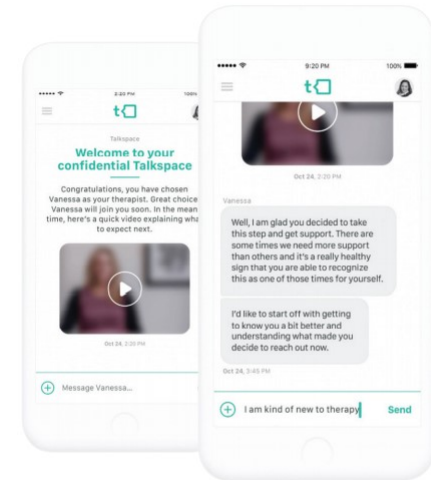 2:20 PM
100%
t
Talkspace
Welcome to your
confidential Talkspace
Congratulations, you have chosen
Vanessa as your therapist. Great choice
Vanessa will join you soon. In the mean
time, here's a quick video explaining wha
to expect next.
Oct 24, 2:20 PM
Message Vanessa...
9:20 PM
100%
t
Oct 24, 2:20 PM
Vanessa
Well, I am glad you decided to take
this step and get support. There are
some times we need more support
than others and it's a really healthy
sign that you are able to recognize
this as one of those times for yourself.
I'd like to start off with getting
to know you a bit better and
understanding what made you
decide to reach out now.
Oct 24, 3:45 PM
I am kind of new to therapy
Send